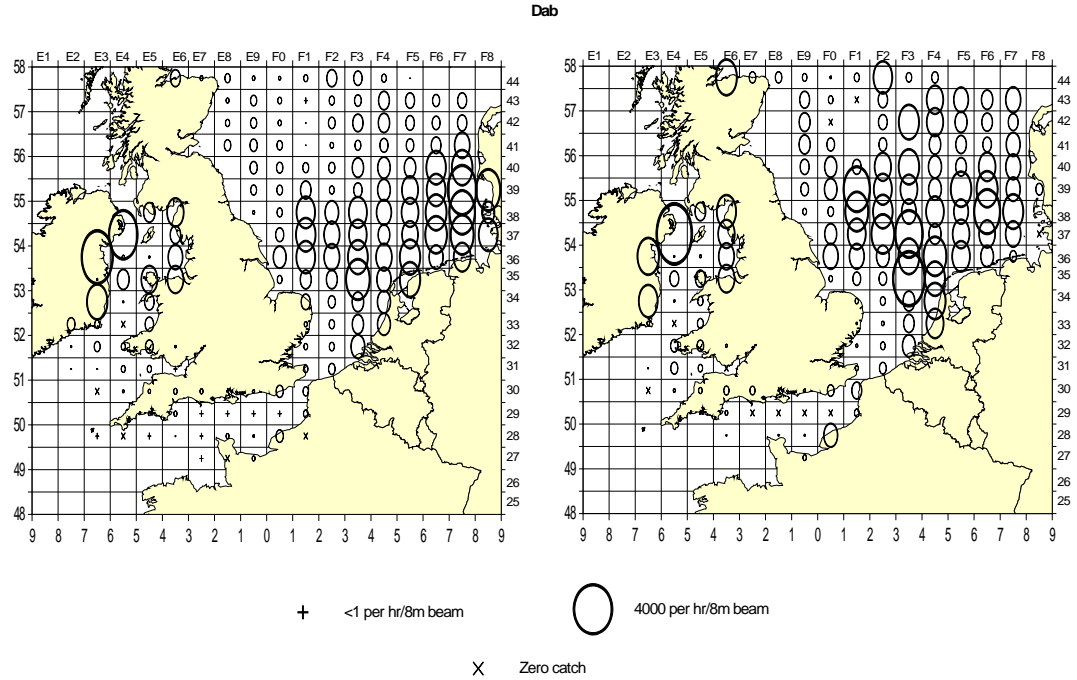 Dab
E1 E2 E3 E4 E5 E6 E7 E8 E9 F0 F1 F2 F3 F4 F5 F6 F7 F8
E1 E2 E3 E4 E5 E6 E7 E8 E9 F0 F1 F2 F3 F4 F5 F6 F7 F8
58 44 58 44
43 43
57 42 57 42
41 41
56 40 56 40
39 39
55 38 55 38
37 37
54 36 54 36
35 35
53 34 53 34
33 33
52 32 52 32
31 31
51 30 51 30
29 29
50 28 50 28
27 27
49 26 49 26
25 25
48 48
9 8 7 6 5 4 3 2 1 0 1 2 3 4 5 6 7 8 9
9 8 7 6 5 4 3 2 1 0 1 2 3 4 5 6 7 8 9
<1 per hr/8m beam
4000 per hr/8m beam
Zero catch